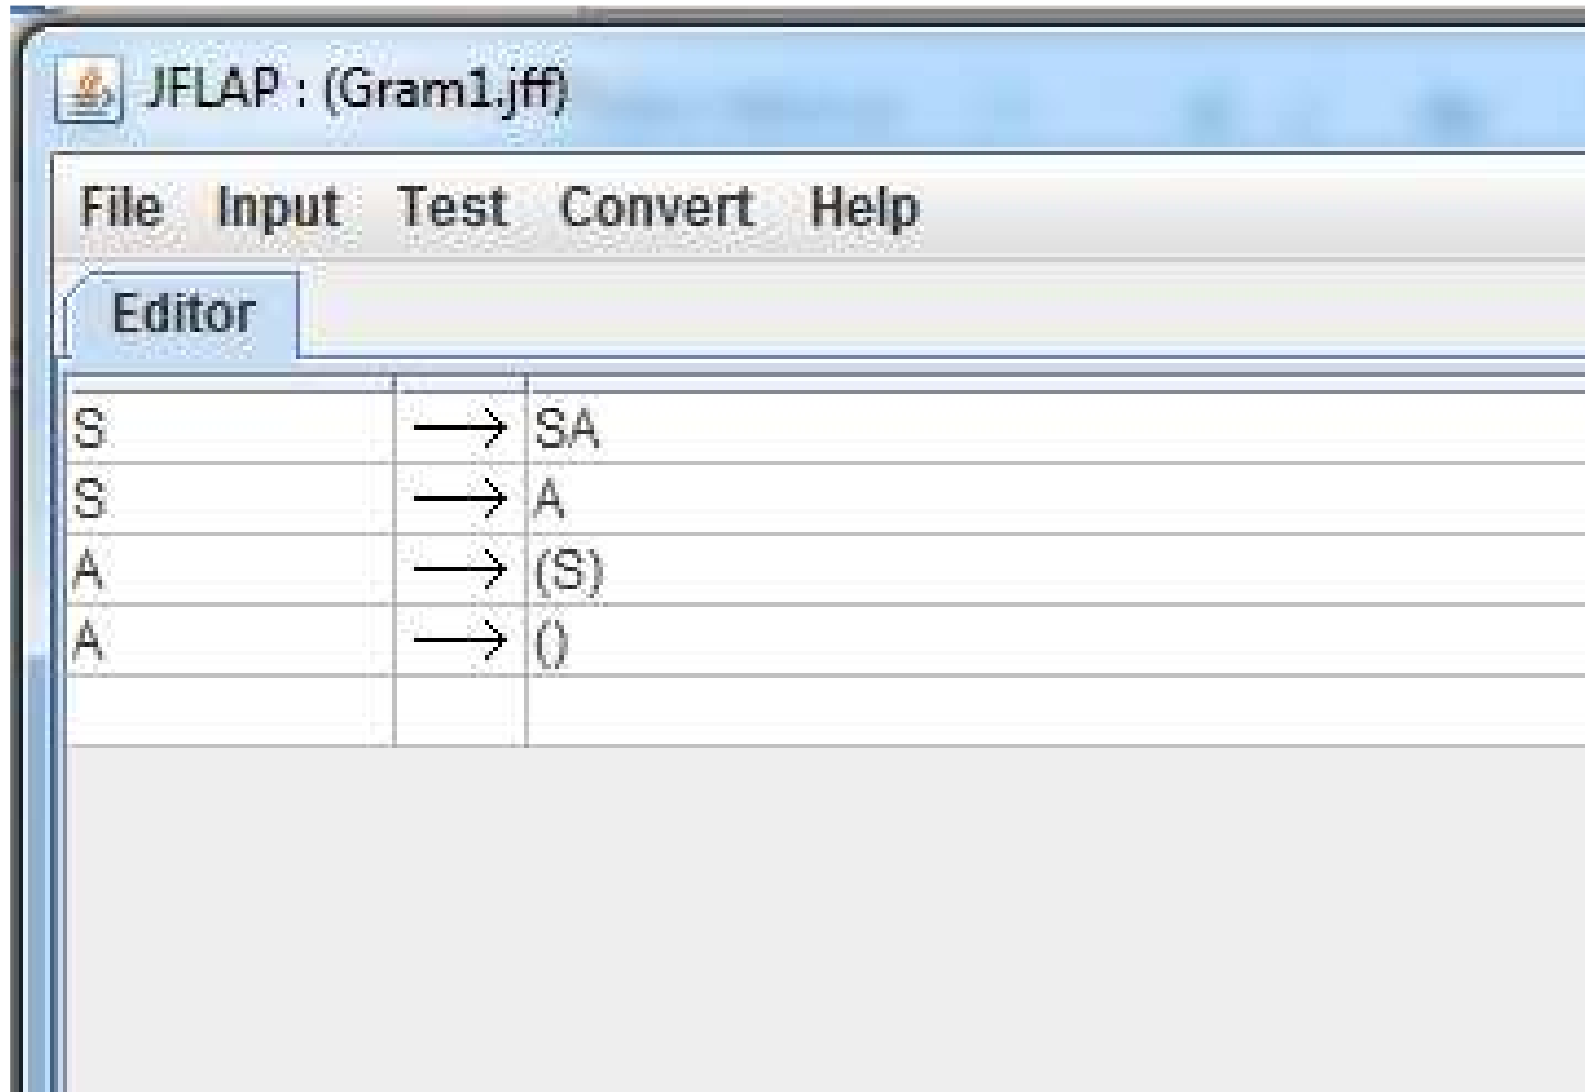 JFLAP : (Gram1.jff)
File Input Test Convert Help
Editor
S → SA
S → A
A → (S)
A → ()